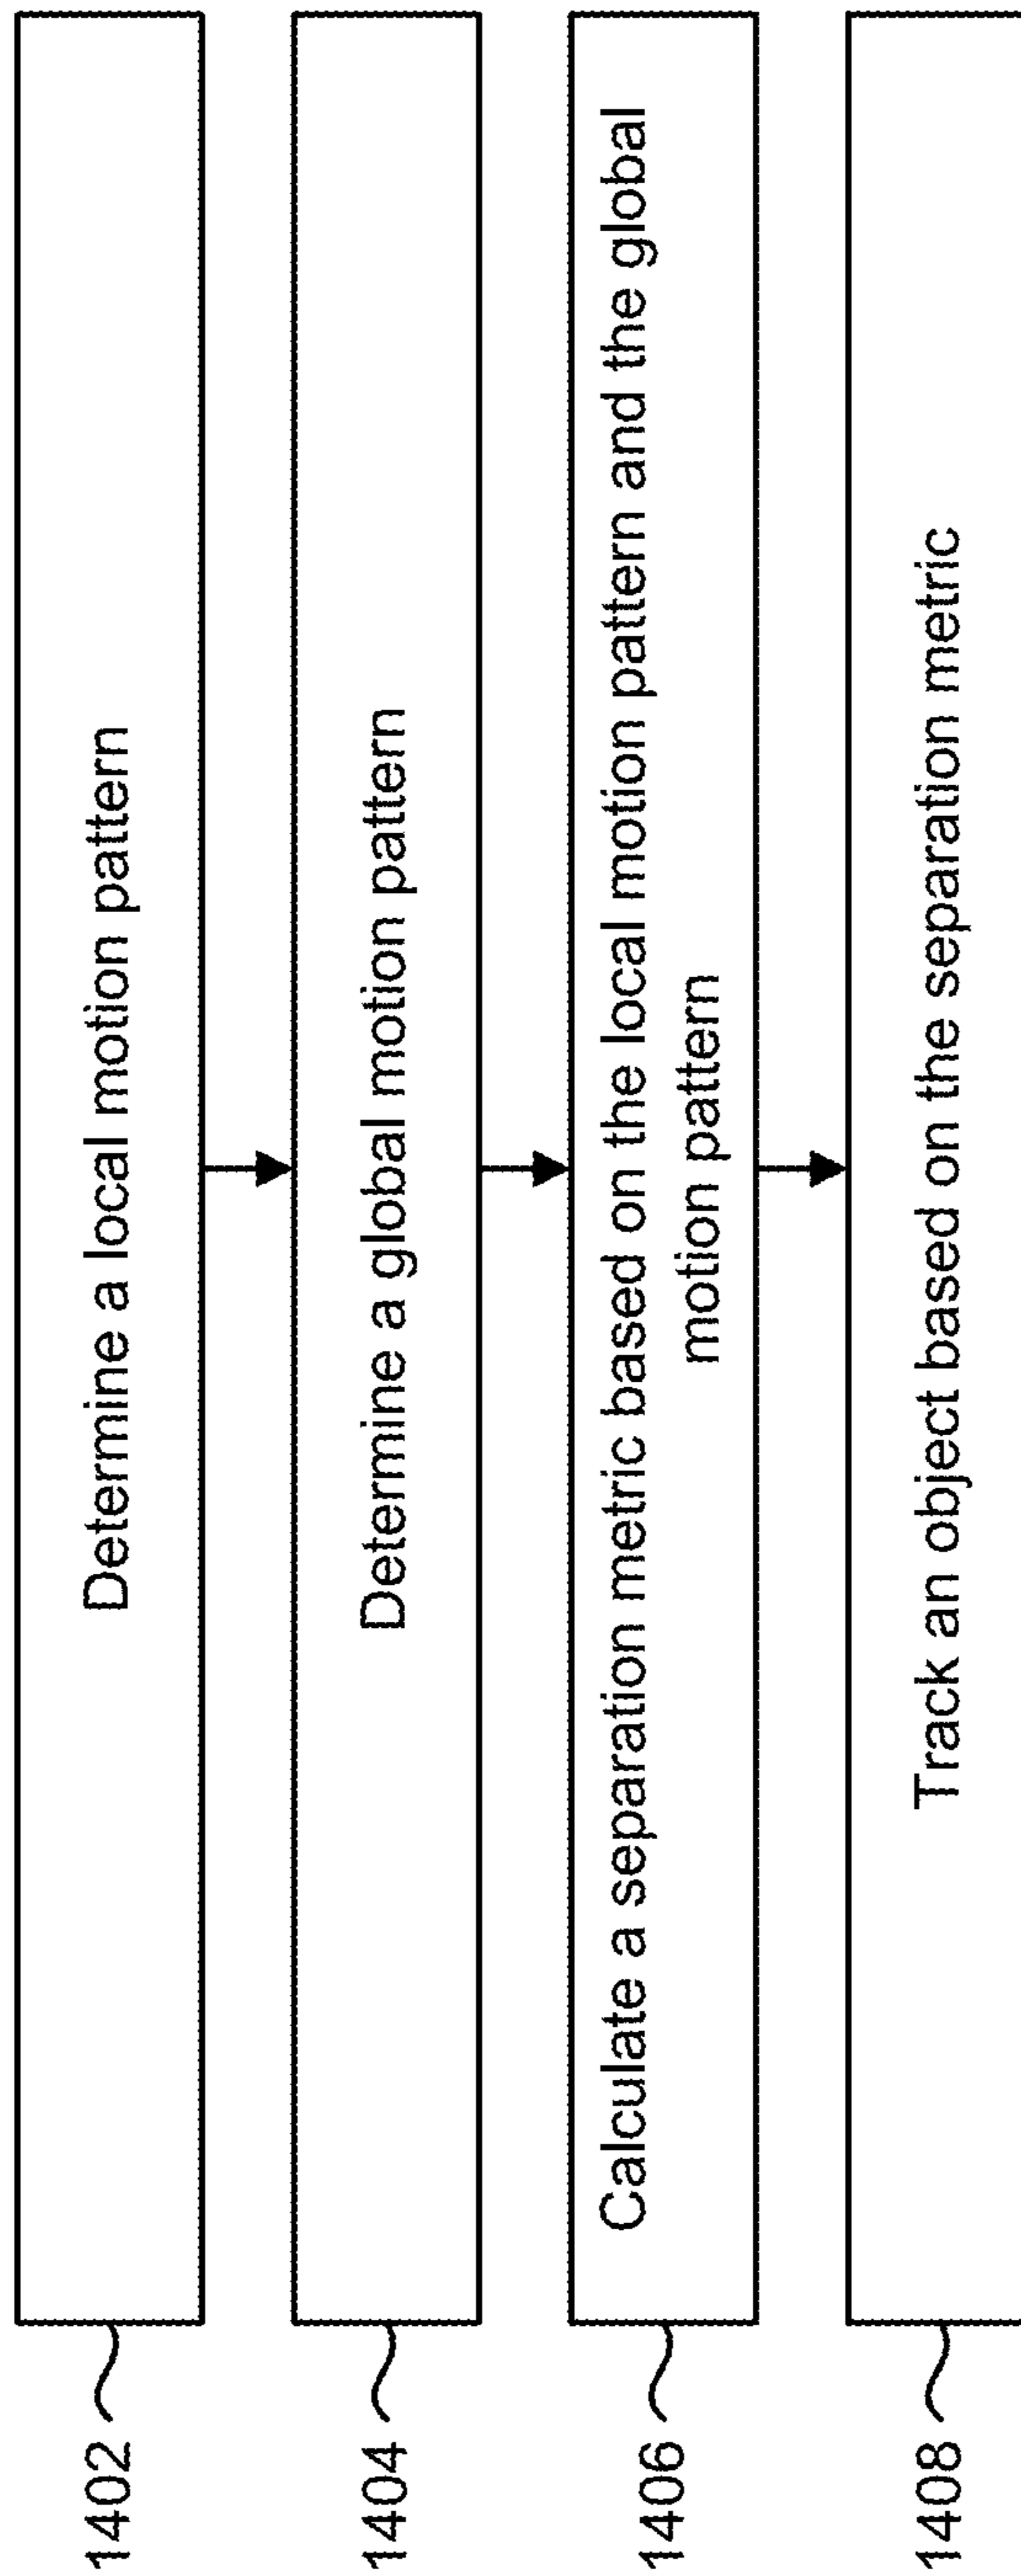 1402
Determine a local motion pattern
1404
Determine a global motion pattern
1406
Calculate a separation metric based on the local motion pattern and the global
motion pattern
1408
Track an object based on the separation metric